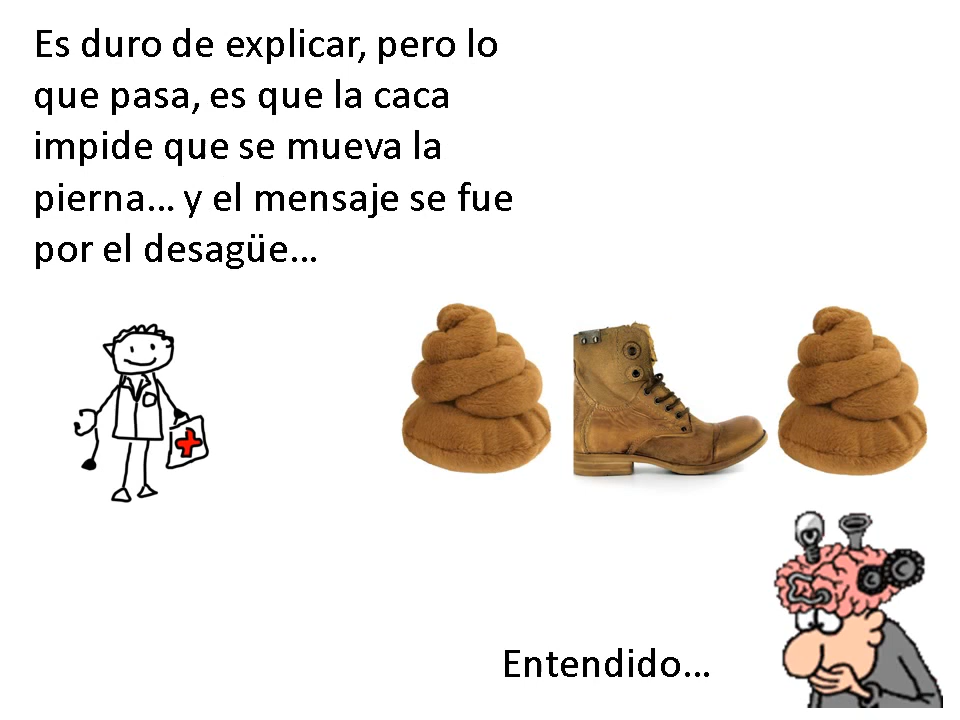 Es duro de explicar, pero lo
que pasa, es que la caca
impide que se mueva la
pierna... y el mensaje se fue
por el desagüe...
Entendido...